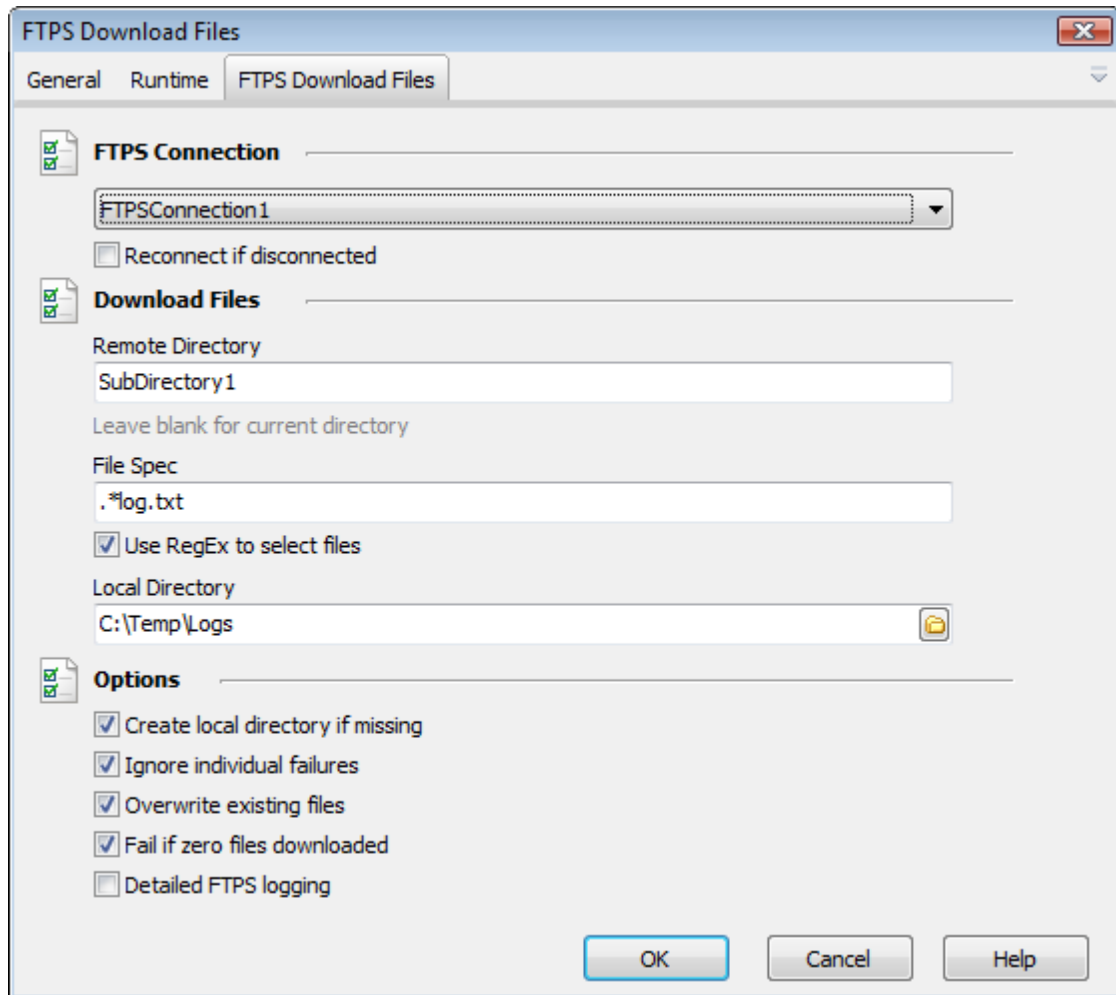 FTPS Download Files
General Runtime FTPS Download Files
FTPS Connection
FTPSConnection1
Reconnect if disconnected
Download Files
Remote Directory
SubDirectory1
Leave blank for current directory
File Spec
.*log.txt
Use RegEx to select files
Local Directory
C:\Temp\Logs
Options
Create local directory if missing
Ignore individual failures
Overwrite existing files
Fail if zero files downloaded
Detailed FTPS logging
OK Cancel Help